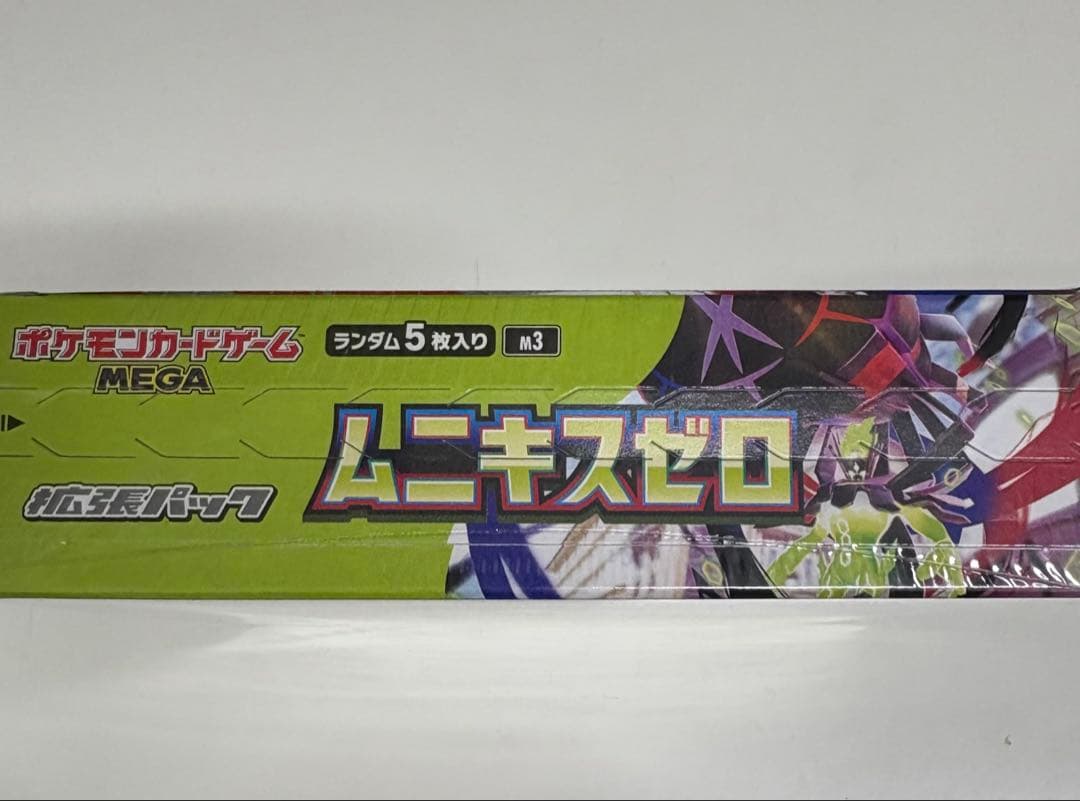 ポケモンカードゲーム
MEGA
ランダム5枚入り
M3
ムニキスゼロ
拡張パック